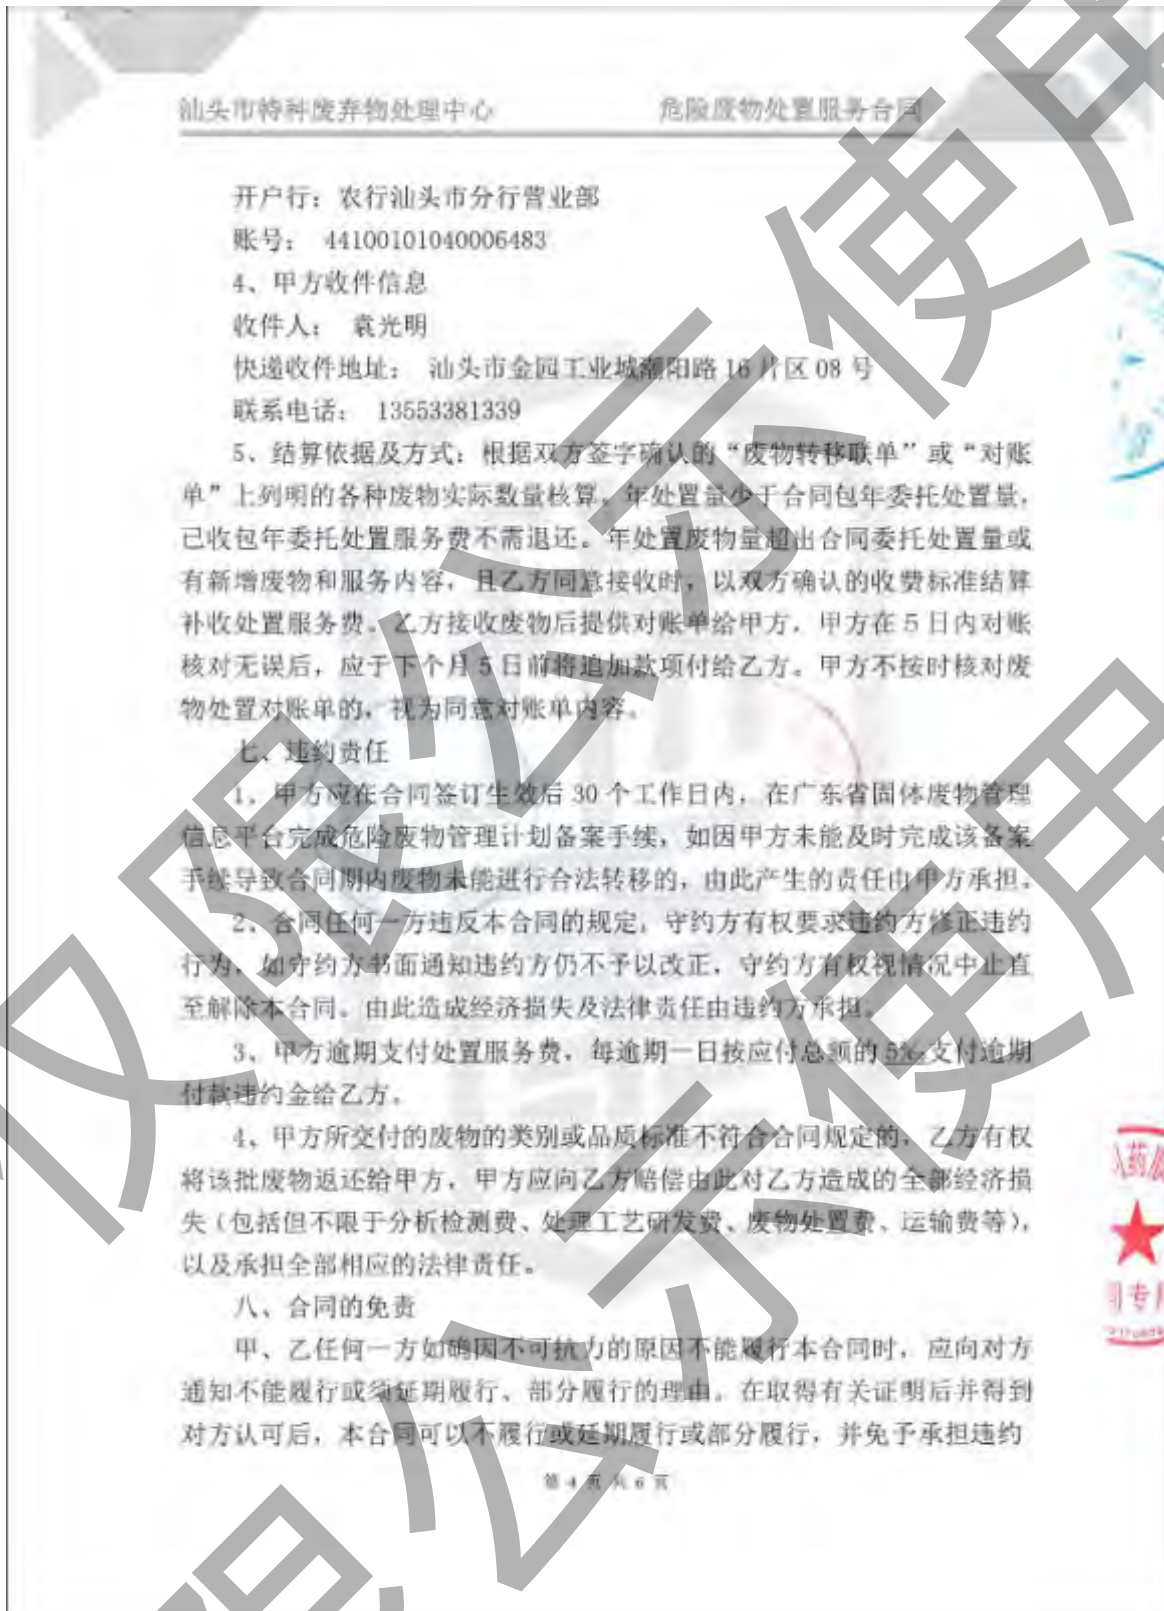 汕头市特种废弃物处理中心 危险废物处置服务合同
开户行：农行汕头市分行营业部
账号： 44100101040006483
4、甲方收件信息
收件人： 袁光明
快递收件地址： 汕头市金园工业城潮阳路 16 片区 08 号
联系电话： 13553381339
5、结算依据及方式：根据双方签字确认的“废物转移联单”或“对账
单”上列明的各种废物实际数量核算。年处置量少于合同包年委托处置量，
已收包年委托处置服务费不需退还。年处置废物量超出合同委托处置量或
有新增废物和服务内容，且乙方同意接收时，以双方确认的收费标准结算
补收处置服务费。乙方接收废物后提供对账单给甲方，甲方在 5 日内对账
核对无误后，应于下个月 5 日前将追加款项付给乙方。甲方不按时核对废
物处置对账单的，视为同意对账单内容。
七、违约责任
1、甲方应在合同签订生效后 30 个工作日内，在广东省固体废物管理
信息平台完成危险废物管理计划备案手续，如因甲方未能及时完成该备案
手续导致合同期内废物未能进行合法转移的，由此产生的责任由甲方承担。
2、合同任何一方违反本合同的规定，守约方有权要求违约方修正违约
行为，如守约方书面通知违约方仍不予以改正，守约方有权视情况中止直
至解除本合同。由此造成经济损失及法律责任由违约方承担。
3、甲方逾期支付处置服务费，每逾期一日按应付总额的 5‰支付逾期
付款违约金给乙方。
4、甲方所交付的废物的类别或品质标准不符合合同规定的，乙方有权
将该批废物返还给甲方，甲方应向乙方赔偿由此对乙方造成的全部经济损
失（包括但不限于分析检测费、处理工艺研发费、废物处置费、运输费等），
以及承担全部相应的法律责任。
八、合同的免责
甲、乙任何一方如确因不可抗力的原因不能履行本合同时，应向对方
通知不能履行或须延期履行、部分履行的理由。在取得有关证明后并得到
对方认可后，本合同可以不履行或延期履行或部分履行，并免予承担违约
第 4 页 共 6 页
仅限公示使用
限公示使用